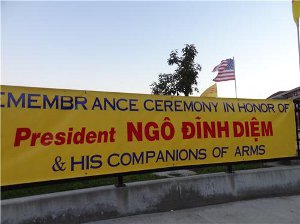 EMEMBRANCE CEREMONY IN HONOR OF
President NGÔ ĐÌNH DIỆM
& HIS COMPANIONS OF ARMS